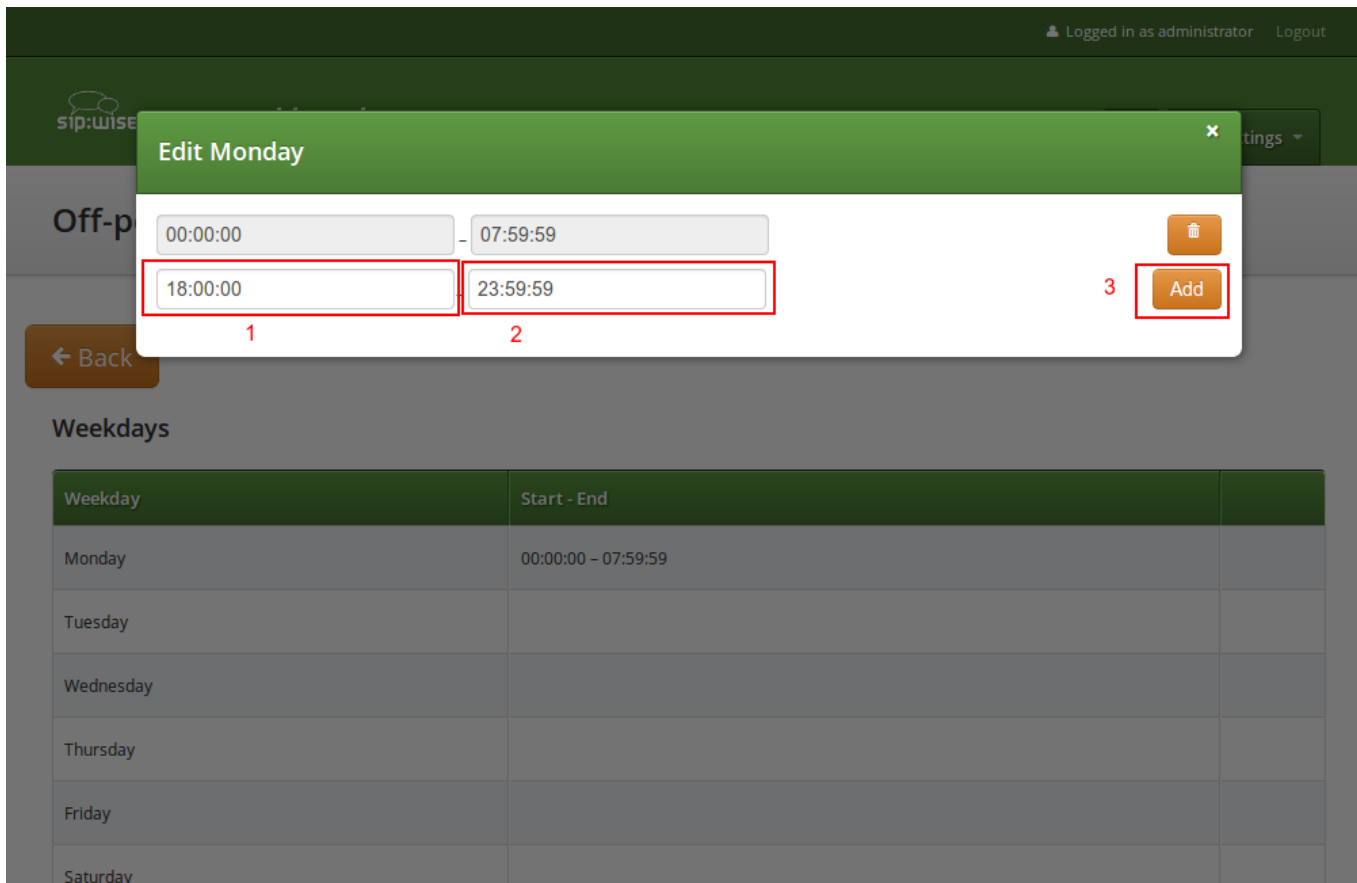 Logged in as administrator Logout
sip:wise
tings
Edit Monday ×
Off-p
00:00:00 – 07:59:59
18:00:00 - 23:59:59 3 Add
1 2
Back
Weekdays
Weekday Start - End
Monday 00:00:00 – 07:59:59
Tuesday
Wednesday
Thursday
Friday
Saturday